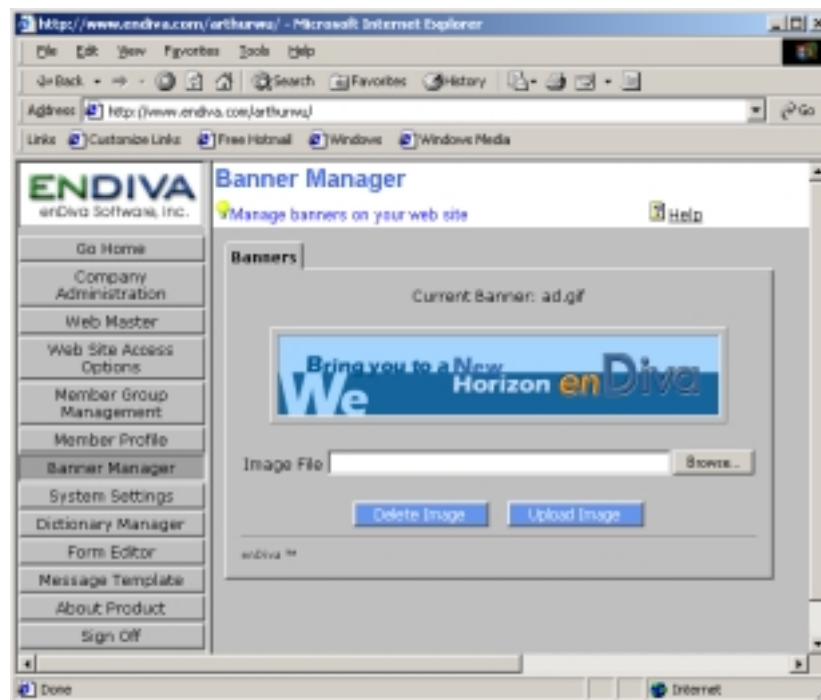 http://www.endiva.com/arthurwu/ - Microsoft Internet Explorer
File Edit View Favorites Tools Help
Back Search Favorites History
Address http://www.endiva.com/arthurwu/ Go
Links Customize Links Free Hotmail Windows Windows Media
ENDIVA
enDiva Software, Inc.
Banner Manager
Manage banners on your web site Help
Go Home
Company
Administration
Web Master
Web Site Access
Options
Member Group
Management
Member Profile
Banner Manager
System Settings
Dictionary Manager
Form Editor
Message Template
About Product
Sign Off
Banners
Current Banner: ad.gif
Bring you to a New
We Horizon enDiva
Image File Browse...
Delete Image Upload Image
enDiva ™
Done Internet